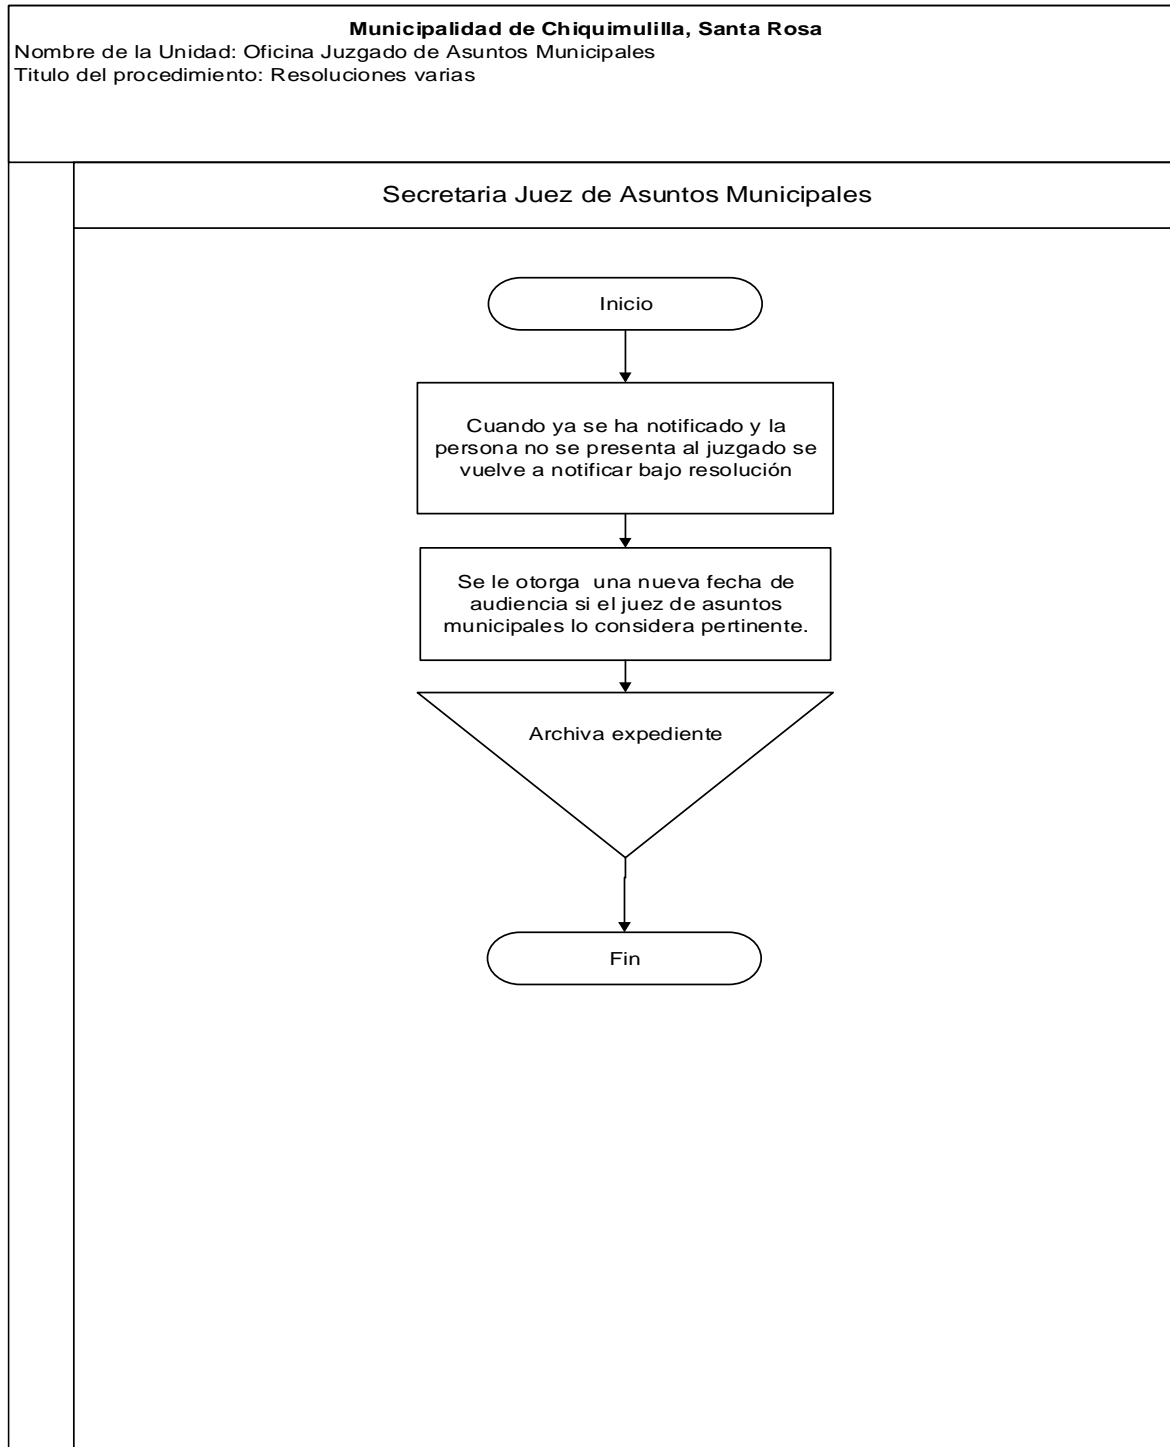 Municipalidad de Chiquimulilla, Santa Rosa
Nombre de la Unidad: Oficina Juzgado de Asuntos Municipales
Titulo del procedimiento: Resoluciones varias
Secretaria Juez de Asuntos Municipales
Inicio
Cuando ya se ha notificado y la
persona no se presenta al juzgado se
vuelve a notificar bajo resolución
Se le otorga una nueva fecha de
audiencia si el juez de asuntos
municipales lo considera pertinente.
Archiva expediente
Fin